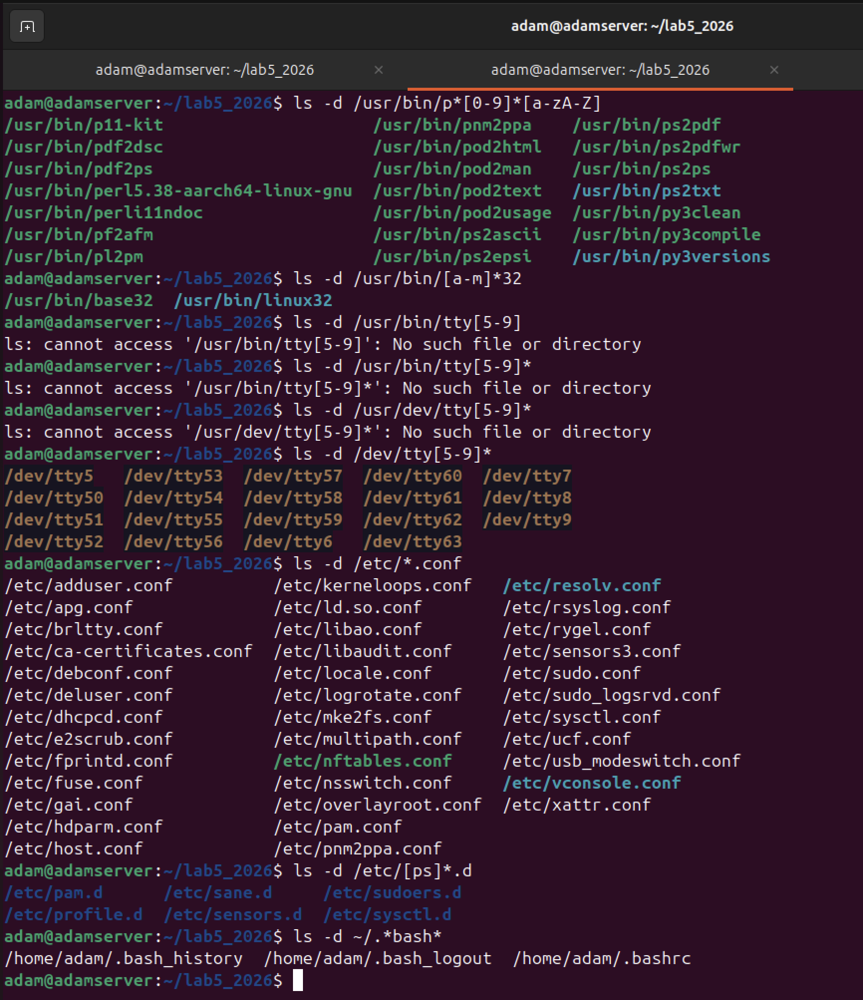 adam@adamserver: ~/lab5_2026
adam@adamserver: ~/lab5_2026 × adam@adamserver: ~/lab5_2026 ×
adam@adamserver:~/lab5_2026$ ls -d /usr/bin/p*[0-9]*[a-zA-Z]
/usr/bin/p11-kit /usr/bin/pnm2ppa /usr/bin/ps2pdf
/usr/bin/pdf2dsc /usr/bin/pod2html /usr/bin/ps2pdfwr
/usr/bin/pdf2ps /usr/bin/pod2man /usr/bin/ps2ps
/usr/bin/perl5.38-aarch64-linux-gnu /usr/bin/pod2text /usr/bin/ps2txt
/usr/bin/perli11ndoc /usr/bin/pod2usage /usr/bin/py3clean
/usr/bin/pf2afm /usr/bin/ps2ascii /usr/bin/py3compile
/usr/bin/pl2pm /usr/bin/ps2epsi /usr/bin/py3versions
adam@adamserver:~/lab5_2026$ ls -d /usr/bin/[a-m]*32
/usr/bin/base32 /usr/bin/linux32
adam@adamserver:~/lab5_2026$ ls -d /usr/bin/tty[5-9]
ls: cannot access '/usr/bin/tty[5-9]': No such file or directory
adam@adamserver:~/lab5_2026$ ls -d /usr/bin/tty[5-9]*
ls: cannot access '/usr/bin/tty[5-9]*': No such file or directory
adam@adamserver:~/lab5_2026$ ls -d /usr/dev/tty[5-9]*
ls: cannot access '/usr/dev/tty[5-9]*': No such file or directory
adam@adamserver:~/lab5_2026$ ls -d /dev/tty[5-9]*
/dev/tty5 /dev/tty53 /dev/tty57 /dev/tty60 /dev/tty7
/dev/tty50 /dev/tty54 /dev/tty58 /dev/tty61 /dev/tty8
/dev/tty51 /dev/tty55 /dev/tty59 /dev/tty62 /dev/tty9
/dev/tty52 /dev/tty56 /dev/tty6 /dev/tty63
adam@adamserver:~/lab5_2026$ ls -d /etc/*.conf
/etc/adduser.conf /etc/kerneloops.conf /etc/resolv.conf
/etc/apg.conf /etc/ld.so.conf /etc/rsyslog.conf
/etc/brltty.conf /etc/libao.conf /etc/rygel.conf
/etc/ca-certificates.conf /etc/libaudit.conf /etc/sensors3.conf
/etc/debconf.conf /etc/locale.conf /etc/sudo.conf
/etc/deluser.conf /etc/logrotate.conf /etc/sudo_logsrvd.conf
/etc/dhcpcd.conf /etc/mke2fs.conf /etc/sysctl.conf
/etc/e2scrub.conf /etc/multipath.conf /etc/ucf.conf
/etc/fprintd.conf /etc/nftables.conf /etc/usb_modeswitch.conf
/etc/fuse.conf /etc/nsswitch.conf /etc/vconsole.conf
/etc/gai.conf /etc/overlayroot.conf /etc/xattr.conf
/etc/hdparm.conf /etc/pam.conf
/etc/host.conf /etc/pnm2ppa.conf
adam@adamserver:~/lab5_2026$ ls -d /etc/[ps]*.d
/etc/pam.d /etc/sane.d /etc/sudoers.d
/etc/profile.d /etc/sensors.d /etc/sysctl.d
adam@adamserver:~/lab5_2026$ ls -d ~/.*bash*
/home/adam/.bash_history /home/adam/.bash_logout /home/adam/.bashrc
adam@adamserver:~/lab5_2026$